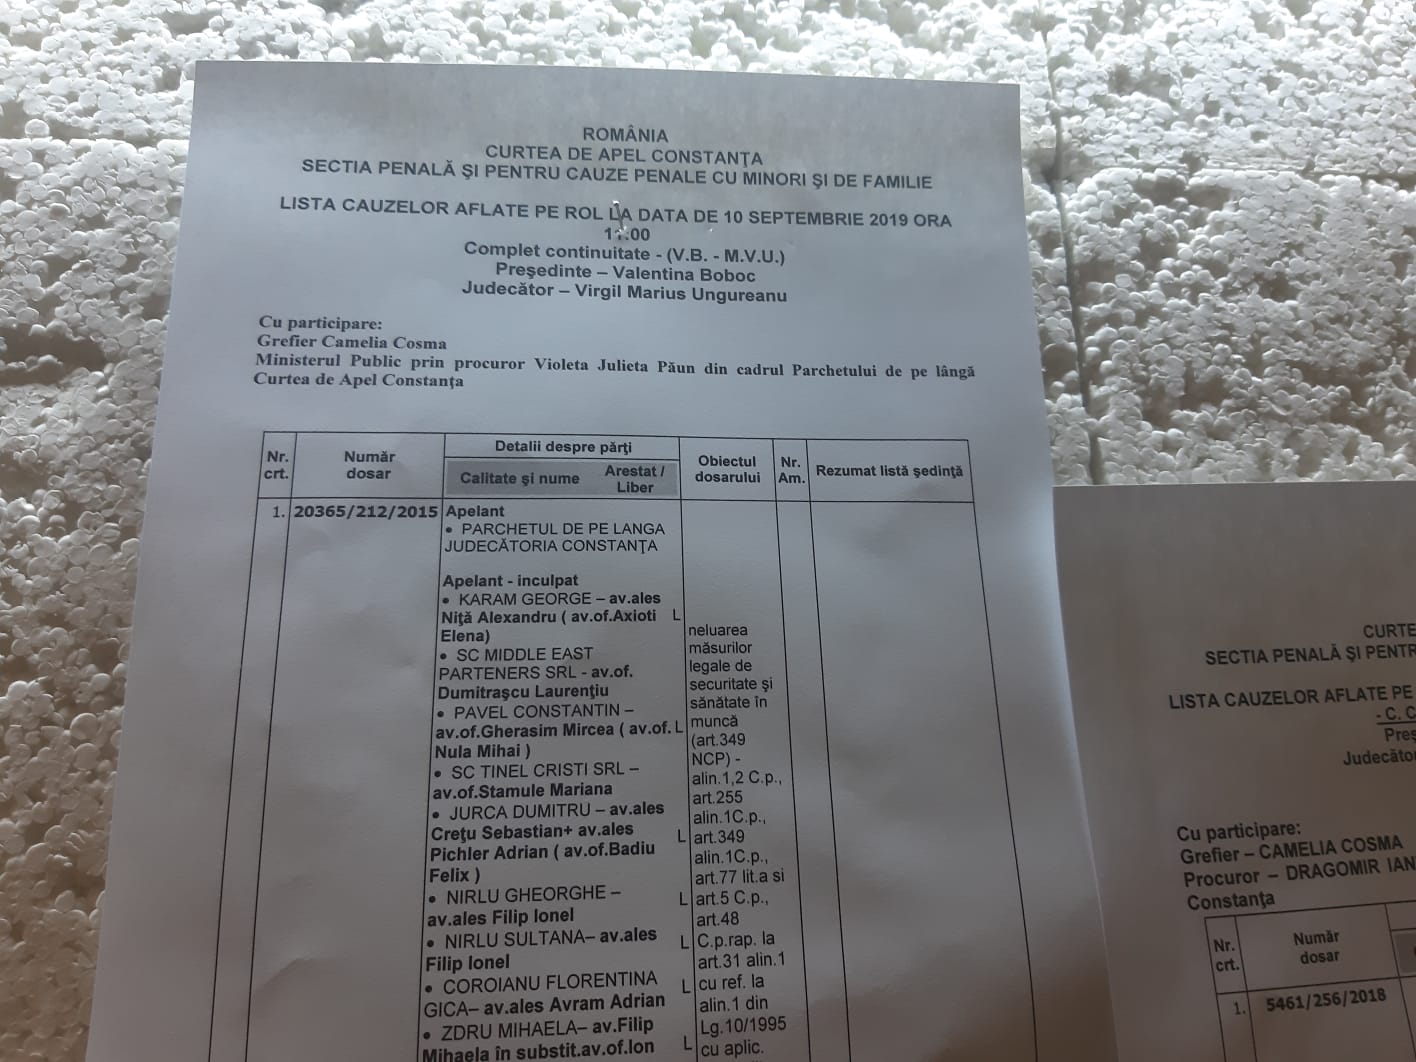 ROMÂNIA
CURTEA DE APEL CONSTANŢA
SECTIA PENALĂ ŞI PENTRU CAUZE PENALE CU MINORI ŞI DE FAMILIE
LISTA CAUZELOR AFLATE PE ROL LA DATA DE 10 SEPTEMBRIE 2019 ORA
Complet continuitate - (V.B. - M.V.U.)
Preşedinte – Valentina Boboc
Judecător – Virgil Marius Ungureanu
Cu participare:
Grefier Camelia Cosma
Ministerul Public prin procuror Violeta Julieta Păun din cadrul Parchetului de pe lângă
Curtea de Apel Constanţa
Nr. crt.
Număr dosar
Detalii despre părţi
Calitate şi nume
Arestat / Liber
Obiectul dosarului
Nr. Am.
Rezumat listă şedinţă
1.
20365/212/2015
Apelant
• PARCHETUL DE PE LANGA
JUDECĂTORIA CONSTANŢA
Apelant - inculpat
• KARAM GEORGE – av.ales
Niţă Alexandru ( av.of.Axioti L
Elena)
• SC MIDDLE EAST
PARTENERS SRL - av.of.
Dumitraşcu Laurenţiu
• PAVEL CONSTANTIN –
av.of.Gherasim Mircea ( av.of. L
Nula Mihai )
• SC TINEL CRISTI SRL –
av.of.Stamule Mariana
• JURCA DUMITRU – av.ales
Creţu Sebastian+ av.ales L
Pichler Adrian ( av.of.Badiu
Felix )
• NIRLU GHEORGHE – L
av.ales Filip Ionel
• NIRLU SULTANA– av.ales L
Filip Ionel
• COROIANU FLORENTINA L
GICA– av.ales Avram Adrian
• ZDRU MIHAELA– av.Filip
Mihaela în substit.av.of.Ion L
neluarea
măsurilor
legale de
securitate şi
sănătate în
muncă
(art.349
NCP) -
alin.1,2 C.p.,
art.255
alin.1C.p.,
art.349
alin.1C.p.,
art.77 lit.a si
art.5 C.p.,
art.48
C.p.rap. la
art.31 alin.1
cu ref. la
alin.1 din
Lg.10/1995
cu aplic.
CURTE
SECTIA PENALĂ ŞI PENTR
LISTA CAUZELOR AFLATE PE
- C. C
Preş
Judecăto
Cu participare:
Grefier – CAMELIA COSMA
Procuror – DRAGOMIR IAN
Constanţa
Nr. crt.
Număr dosar
1.
5461/256/2018